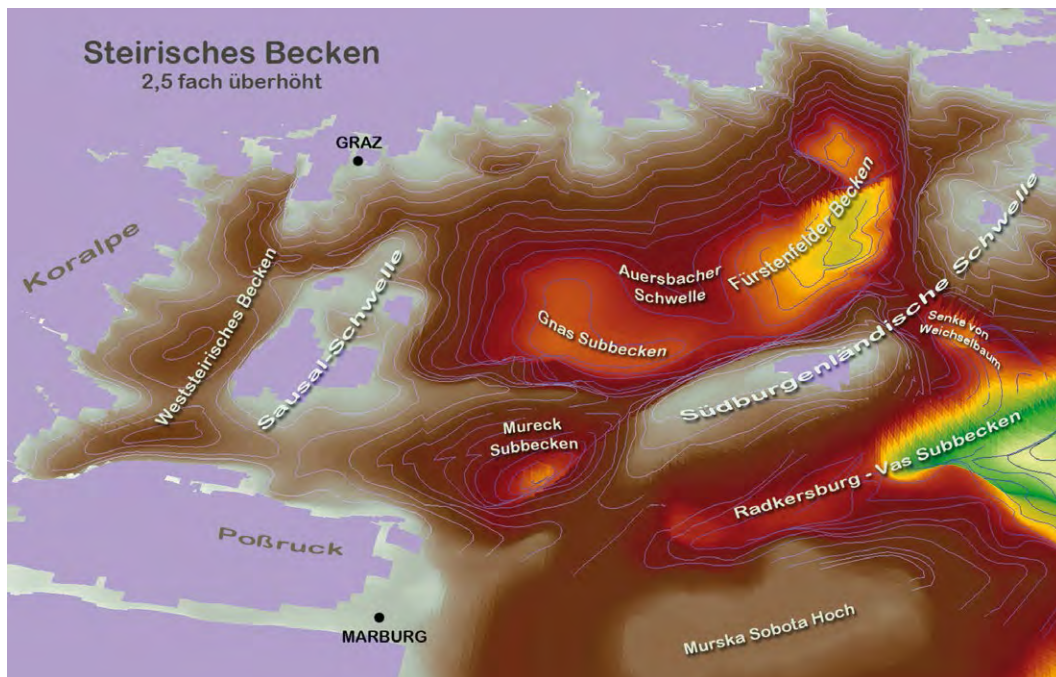 Steirisches Becken
2,5 fach überhöht
GRAZ
Koralpe
Weststeirisches Becken
Sausal-Schwelle
Auersbacher
Schwelle
Fürstenfelder Becken
Gnas Subbecken
Südburgenländische Schwelle
Senke von
Weichselbaum
Mureck
Subbecken
Radkersburg - Vas Subbecken
Poßruck
MARBURG
Murska Sobota Hoch